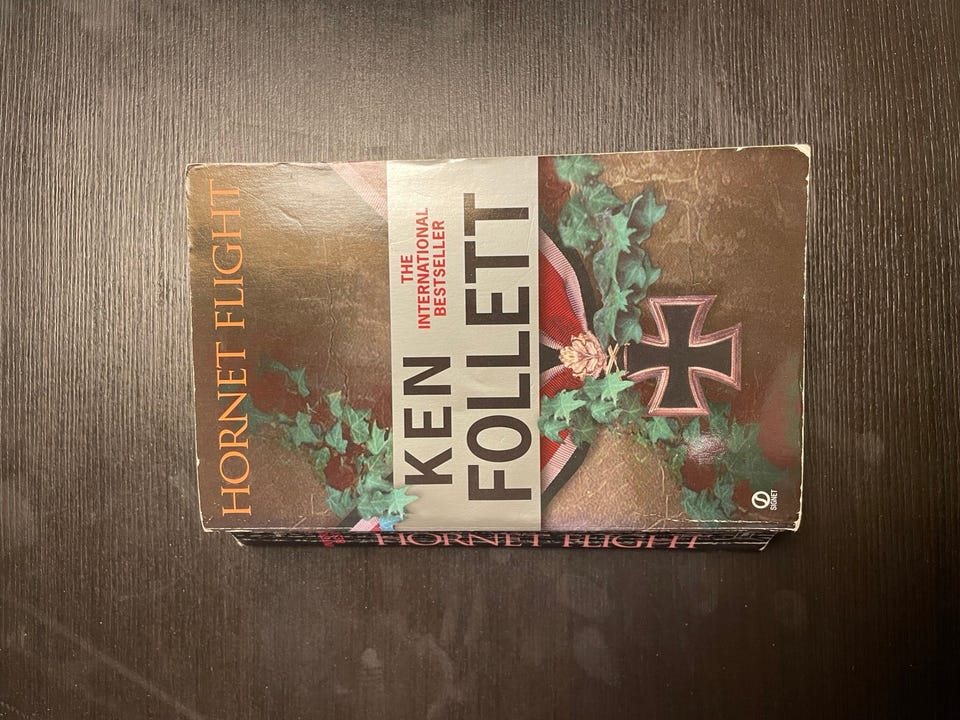 HORNET FLIGHT
THE
INTERNATIONAL
BESTSELLER
KEN
FOLLETT
SIGNET
HORNET FLIGHT